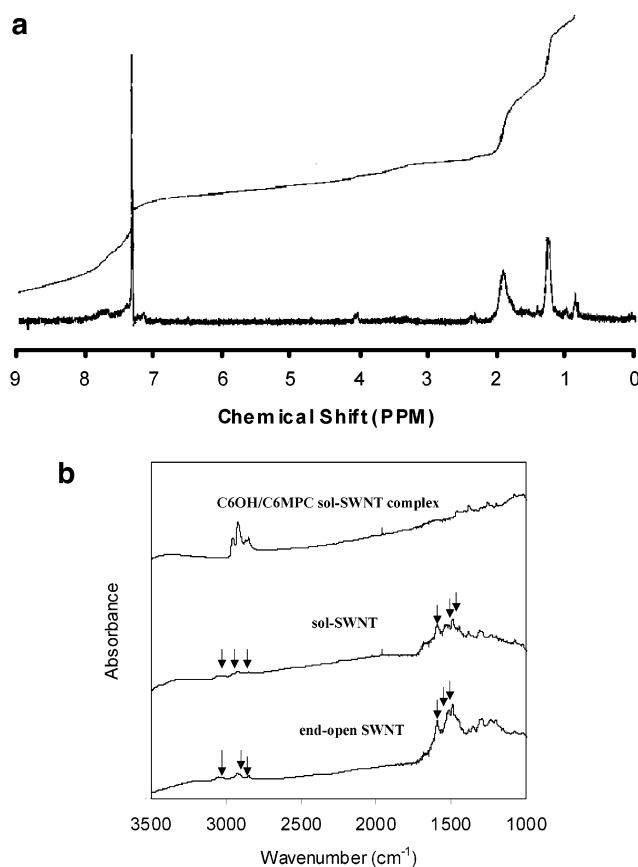 a
9 8 7 6 5 4 3 2 1 0
Chemical Shift (PPM)
b
C6OH/C6MPC sol-SWNT complex
sol-SWNT
end-open SWNT
Absorbance
3500 3000 2500 2000 1500 1000
Wavenumber (cm⁻¹)